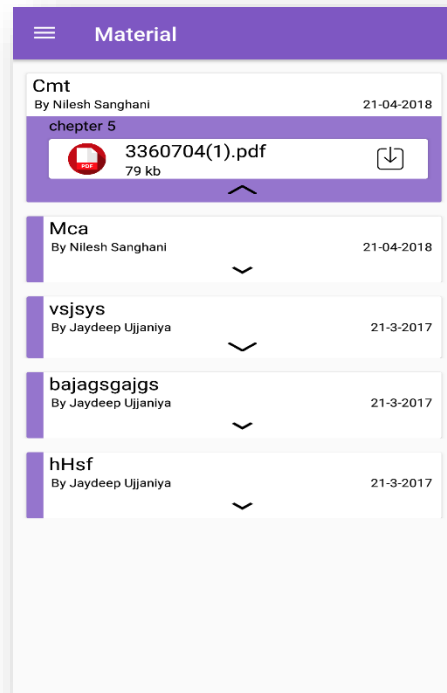 Material
Cmt
By Nilesh Sanghani 21-04-2018
chepter 5
3360704(1).pdf
PDF
79 kb
Mca
By Nilesh Sanghani 21-04-2018
vsjsys
By Jaydeep Ujjaniya 21-3-2017
bajagsgajgs
By Jaydeep Ujjaniya 21-3-2017
hHsf
By Jaydeep Ujjaniya 21-3-2017